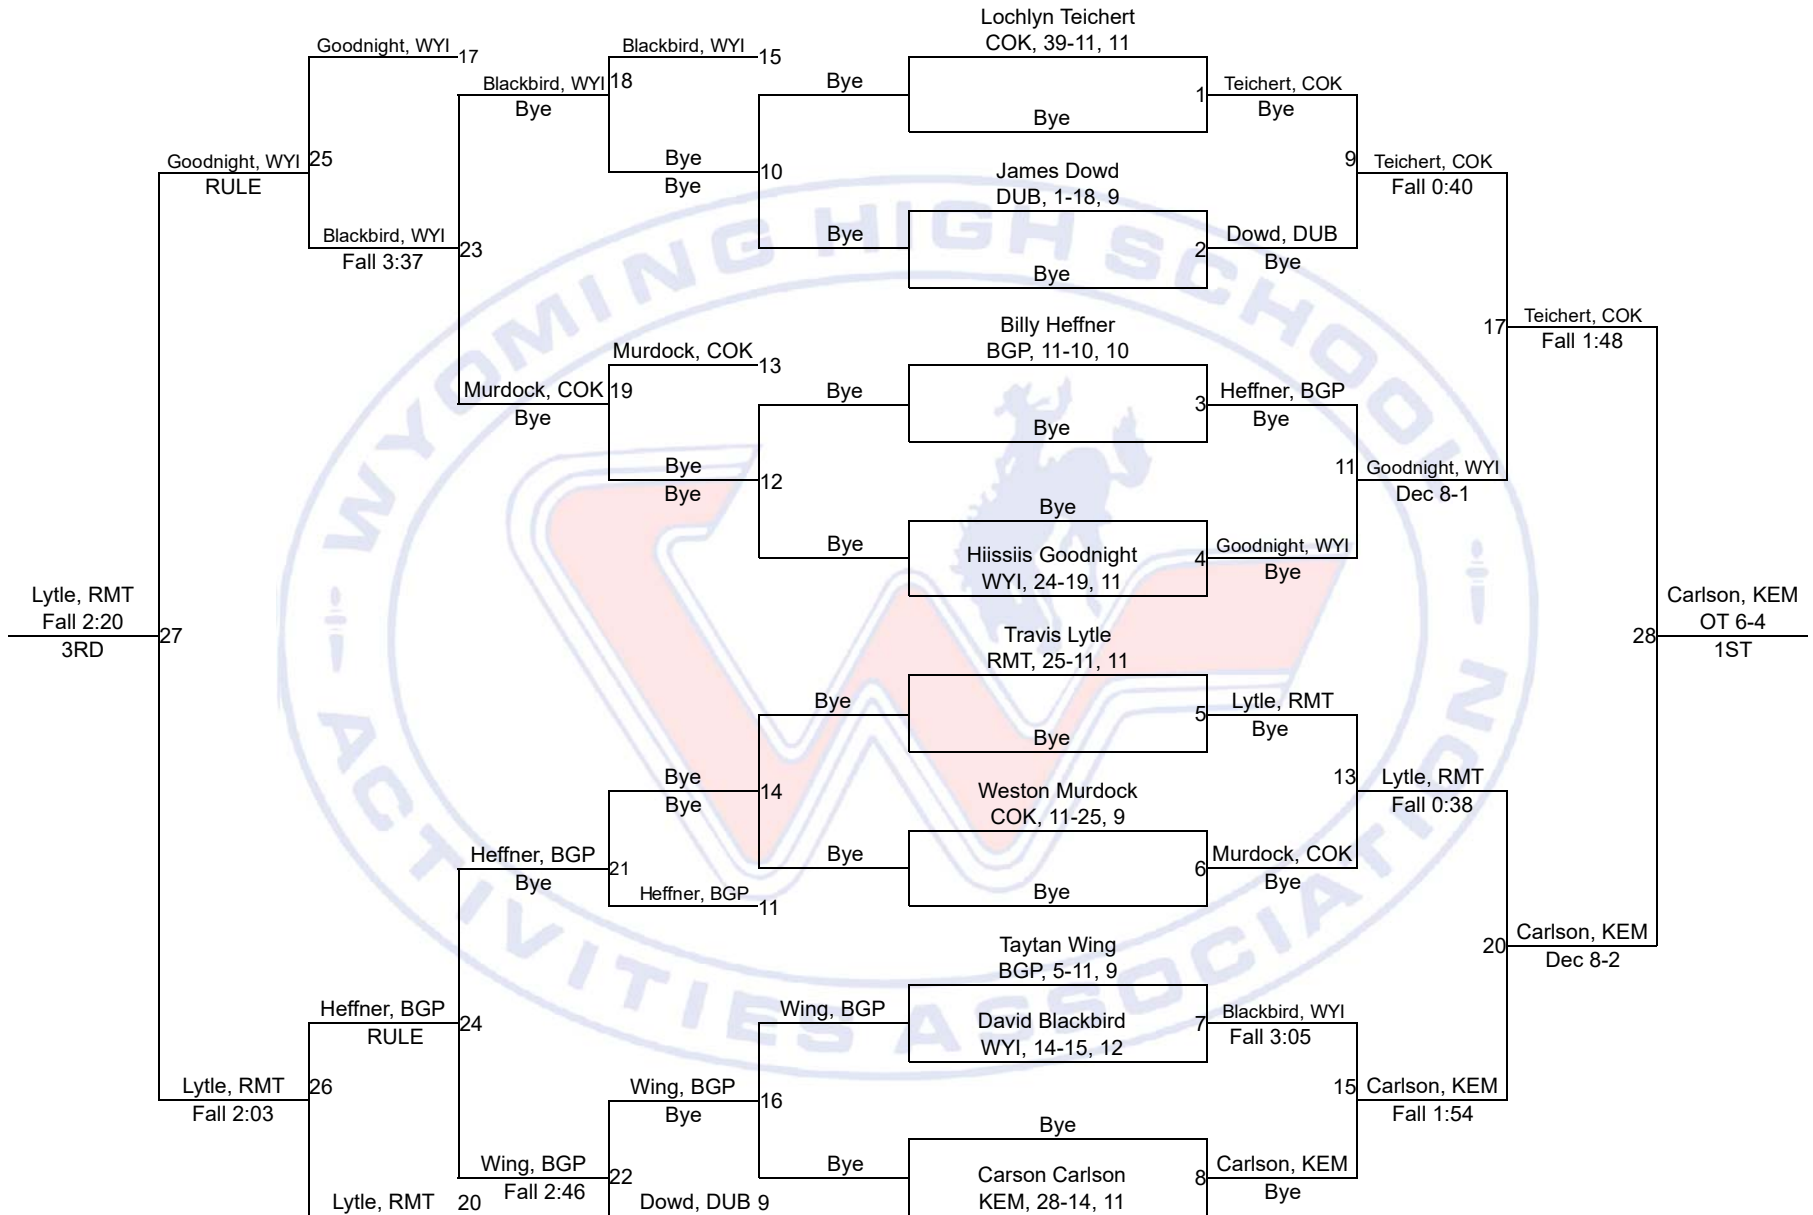 Lochlyn Teichert
COK, 39-11, 11
Goodnight, WYI
17
Blackbird, WYI
15
Blackbird, WYI
18
Bye
Bye
1
Teichert, COK
Bye
Bye
Goodnight, WYI
25
RULE
Bye
10
Bye
James Dowd
DUB, 1-18, 9
9
Teichert, COK
Fall 0:40
Blackbird, WYI
23
Fall 3:37
Bye
2
Dowd, DUB
Bye
Bye
Billy Heffner
BGP, 11-10, 10
17
Teichert, COK
Fall 1:48
Murdock, COK
13
Murdock, COK
19
Bye
Bye
3
Heffner, BGP
Bye
Bye
Bye
12
Bye
11
Goodnight, WYI
Dec 8-1
Bye
Bye
Hiissiis Goodnight
WYI, 24-19, 11
4
Goodnight, WYI
Bye
Lytle, RMT
Fall 2:20
27
3RD
Carlson, KEM
OT 6-4
28
1ST
Travis Lytle
RMT, 25-11, 11
Bye
5
Lytle, RMT
Bye
Bye
Bye
14
Bye
Weston Murdock
COK, 11-25, 9
13
Lytle, RMT
Fall 0:38
Heffner, BGP
21
Bye
Bye
6
Murdock, COK
Bye
Bye
Heffner, BGP
11
Taytan Wing
BGP, 5-11, 9
20
Carlson, KEM
Dec 8-2
Heffner, BGP
24
RULE
Wing, BGP
David Blackbird
WYI, 14-15, 12
7
Blackbird, WYI
Fall 3:05
Lytle, RMT
26
Fall 2:03
Wing, BGP
16
Bye
15
Carlson, KEM
Fall 1:54
Bye
Wing, BGP
22
Fall 2:46
Bye
Carson Carlson
KEM, 28-14, 11
8
Carlson, KEM
Bye
Lytle, RMT
20
Dowd, DUB
9
WYOMING HIGH SCHOOL
ACTIVITIES ASSOCIATION